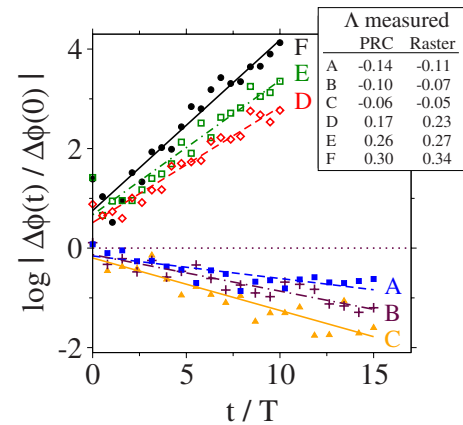 Λ measured
PRC Raster
A -0.14 -0.11
B -0.10 -0.07
C -0.06 -0.05
D 0.17 0.23
E 0.26 0.27
F 0.30 0.34
log | Δϕ(t) / Δϕ(0) |
4
2
0
-2
F
E
D
A
B
C
0 5 10 15
t / T